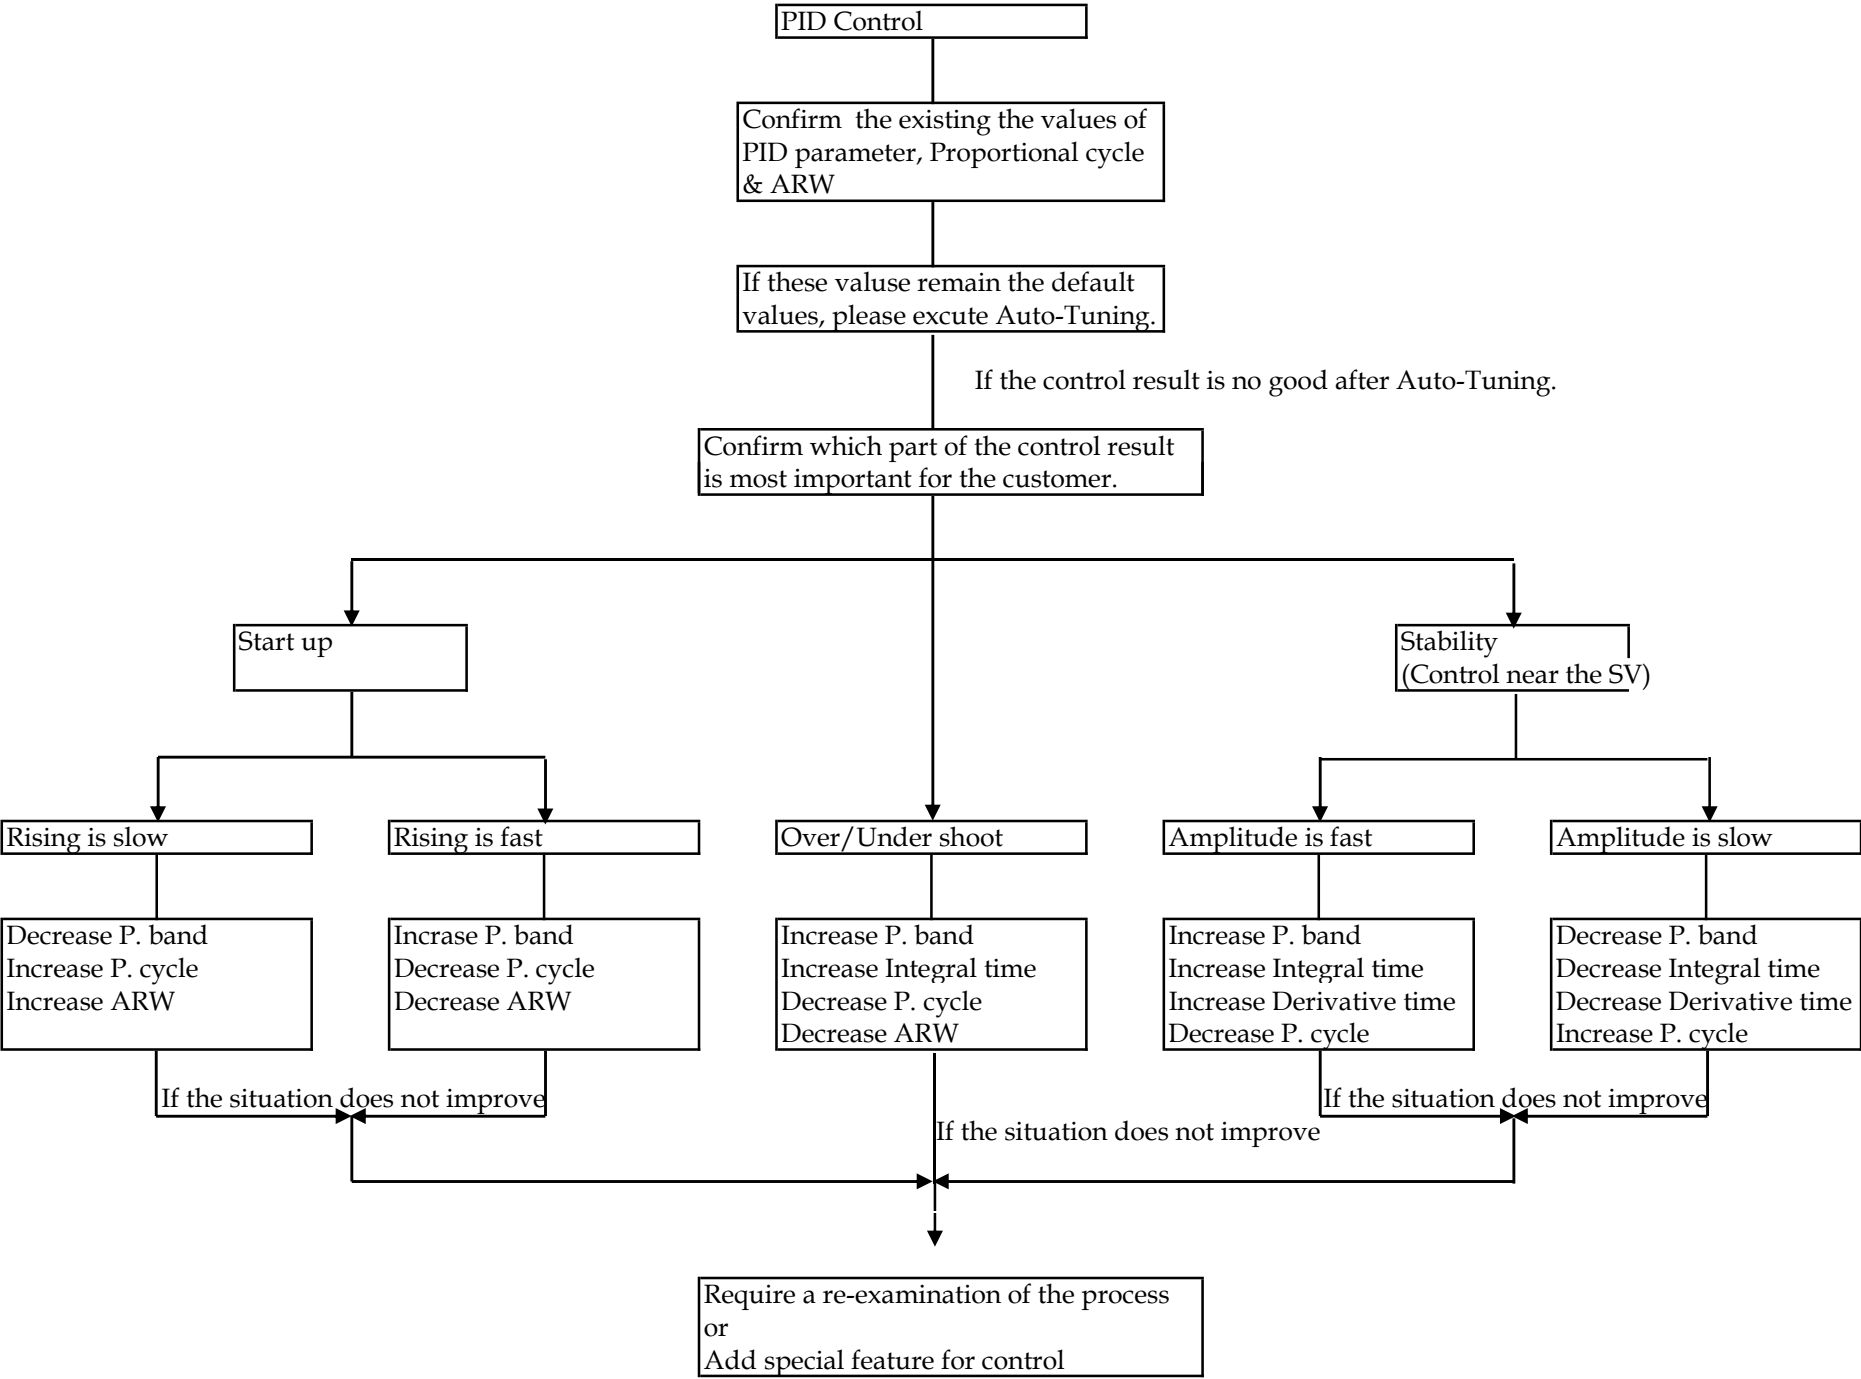 PID Control
Confirm  the existing the values of
PID parameter, Proportional cycle
& ARW
If these valuse remain the default
values, please excute Auto-Tuning.
If the control result is no good after Auto-Tuning.
Confirm which part of the control result
is most important for the customer.
Start up
Stability
(Control near the SV)
Rising is slow
Rising is fast
Over/Under shoot
Amplitude is fast
Amplitude is slow
Decrease P. band
Increase P. cycle
Increase ARW
Incrase P. band
Decrease P. cycle
Decrease ARW
Increase P. band
Increase Integral time
Decrease P. cycle
Decrease ARW
Increase P. band
Increase Integral time
Increase Derivative time
Decrease P. cycle
Decrease P. band
Decrease Integral time
Decrease Derivative time
Increase P. cycle
If the situation does not improve
If the situation does not improve
If the situation does not improve
Require a re-examination of the process
or
Add special feature for control